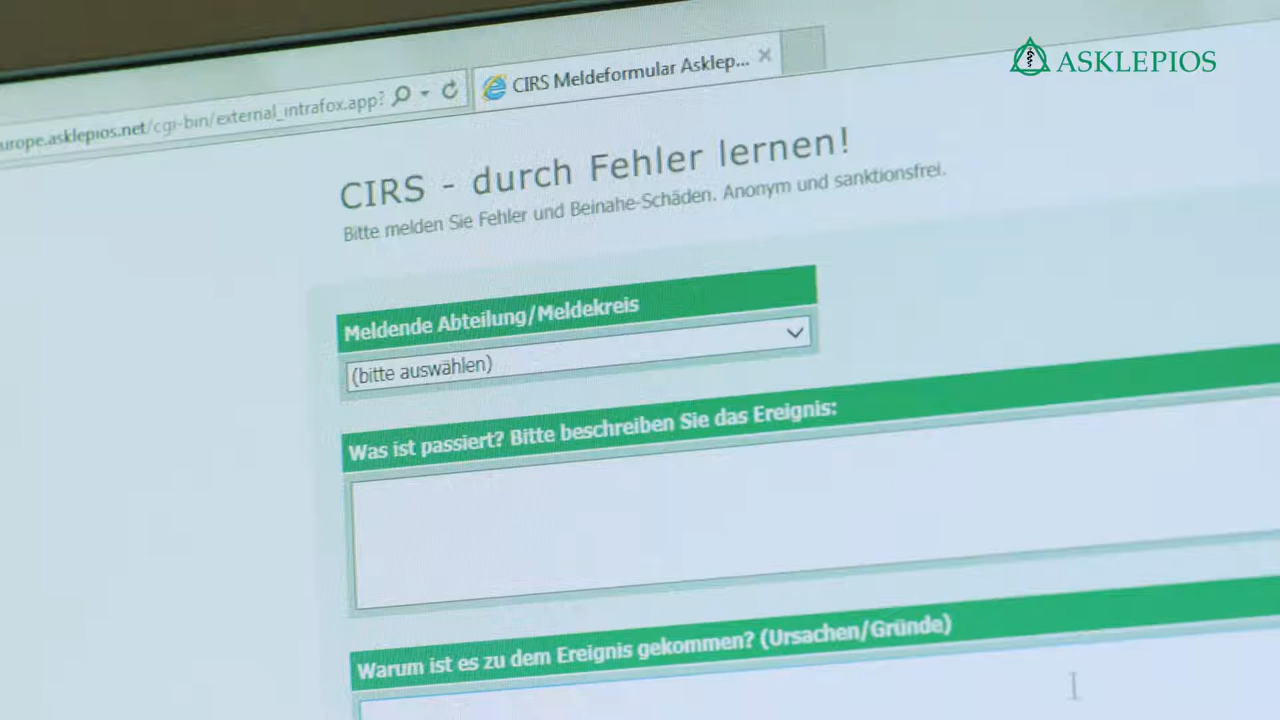 ASKLEPIOS
CIRS Meldeformular Asklep...
urope.asklepios.net/cgi-bin/external_intrafox.app?
CIRS - durch Fehler lernen!
Bitte melden Sie Fehler und Beinahe-Schäden. Anonym und sanktionsfrei.
Meldende Abteilung/Meldekreis
(bitte auswählen)
Was ist passiert? Bitte beschreiben Sie das Ereignis:
Warum ist es zu dem Ereignis gekommen? (Ursachen/Gründe)